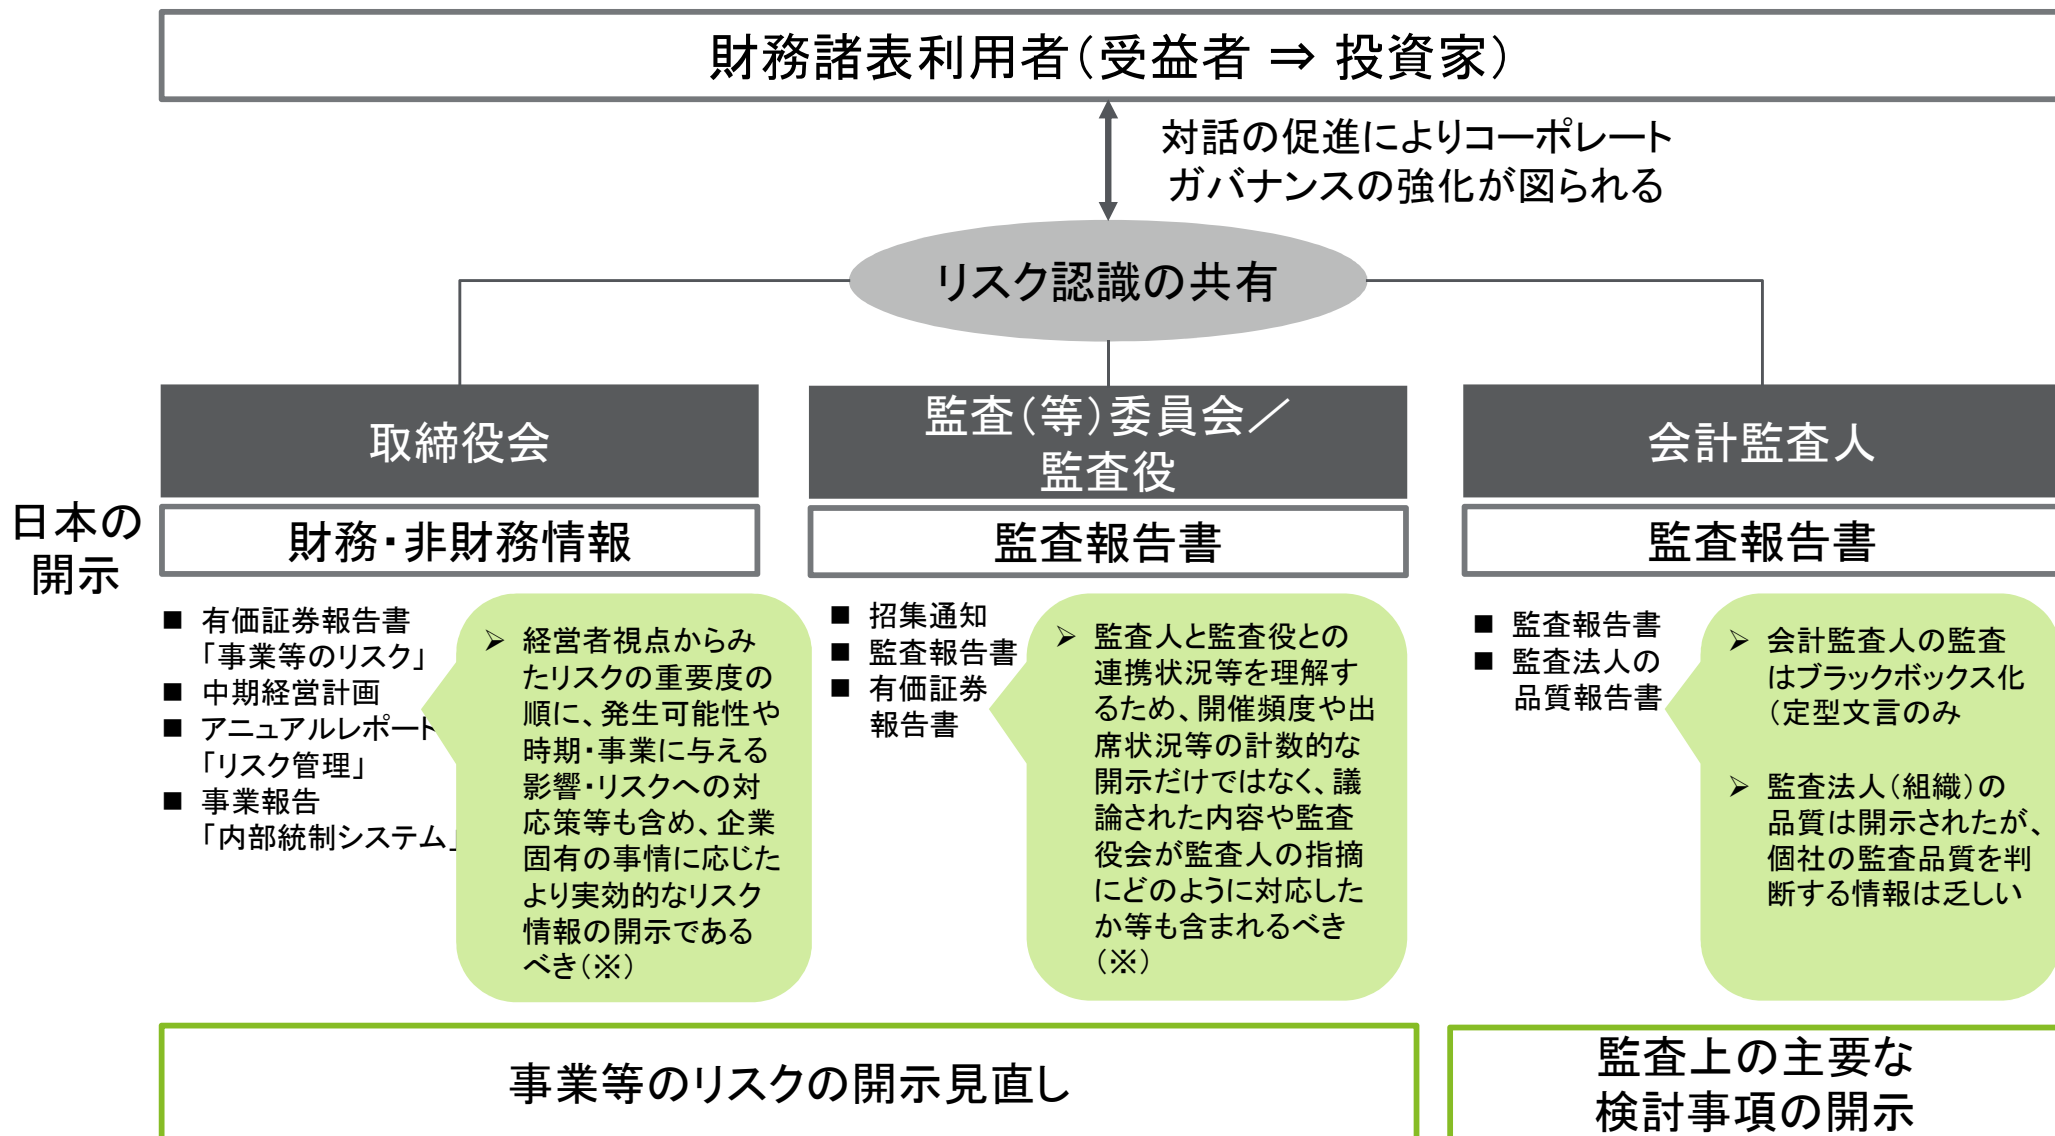 財務諸表利用者（受益者 ⇒ 投資家）
対話の促進によりコーポレート
ガバナンスの強化が図られる
リスク認識の共有
取締役会
監査（等）委員会／
監査役
会計監査人
日本の
開示
財務・非財務情報
監査報告書
監査報告書
■ 有価証券報告書
「事業等のリスク」
■ 中期経営計画
■ アニュアルレポート
「リスク管理」
■ 事業報告
「内部統制システム」
➢ 経営者視点からみ
たリスクの重要度の
順に、発生可能性や
時期・事業に与える
影響・リスクへの対
応策等も含め、企業
固有の事情に応じた
より実効的なリスク
情報の開示である
べき（※）
■ 招集通知
■ 監査報告書
■ 有価証券
報告書
➢ 監査人と監査役との
連携状況等を理解す
るため、開催頻度や出
席状況等の計数的な
開示だけではなく、議
論された内容や監査
役会が監査人の指摘
にどのように対応した
か等も含まれるべき
（※）
■ 監査報告書
■ 監査法人の
品質報告書
➢ 会計監査人の監査
はブラックボックス化
（定型文言のみ
➢ 監査法人（組織）の
品質は開示されたが、
個社の監査品質を判
断する情報は乏しい
事業等のリスクの開示見直し
監査上の主要な
検討事項の開示